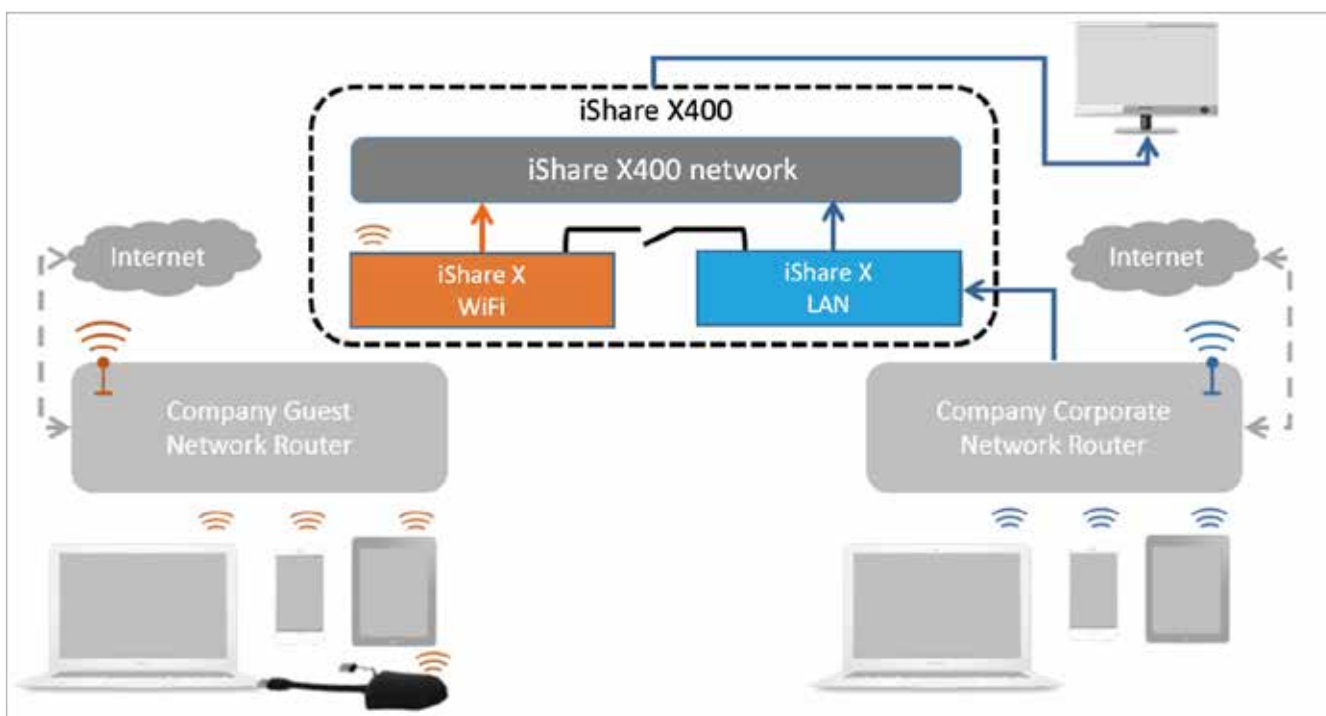 iShare X400
iShare X400 network
Internet
iShare X
WiFi
iShare X
LAN
Internet
Company Guest
Network Router
Company Corporate
Network Router